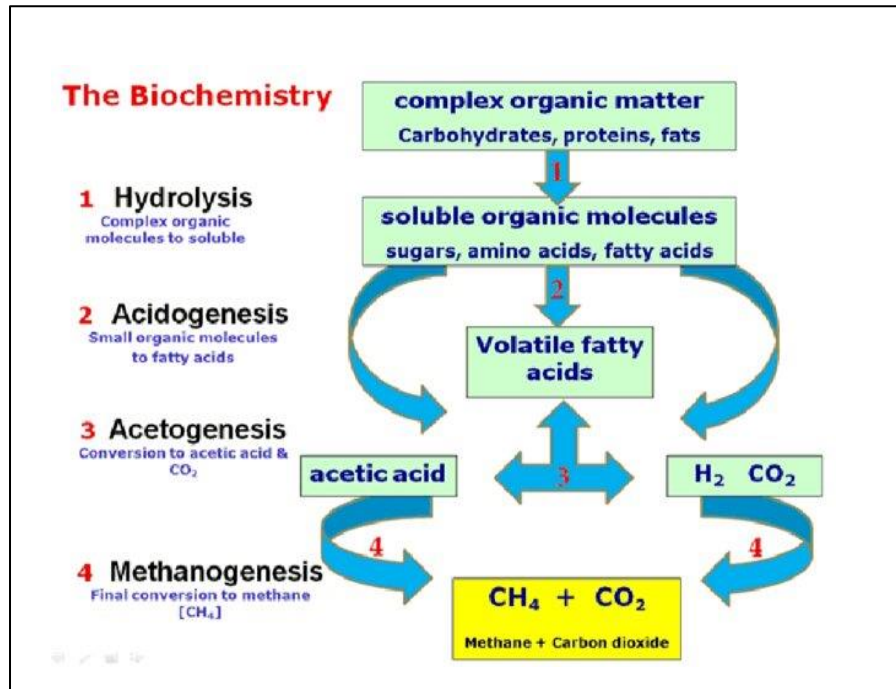 The Biochemistry
complex organic matter
Carbohydrates, proteins, fats
1
1 Hydrolysis
Complex organic
molecules to soluble
soluble organic molecules
sugars, amino acids, fatty acids
2
2 Acidogenesis
Small organic molecules
to fatty acids
Volatile fatty
acids
3 Acetogenesis
Conversion to acetic acid &
CO₂
acetic acid
3
H₂ CO₂
4
4
4 Methanogenesis
Final conversion to methane
[CH₄]
CH₄ + CO₂
Methane + Carbon dioxide